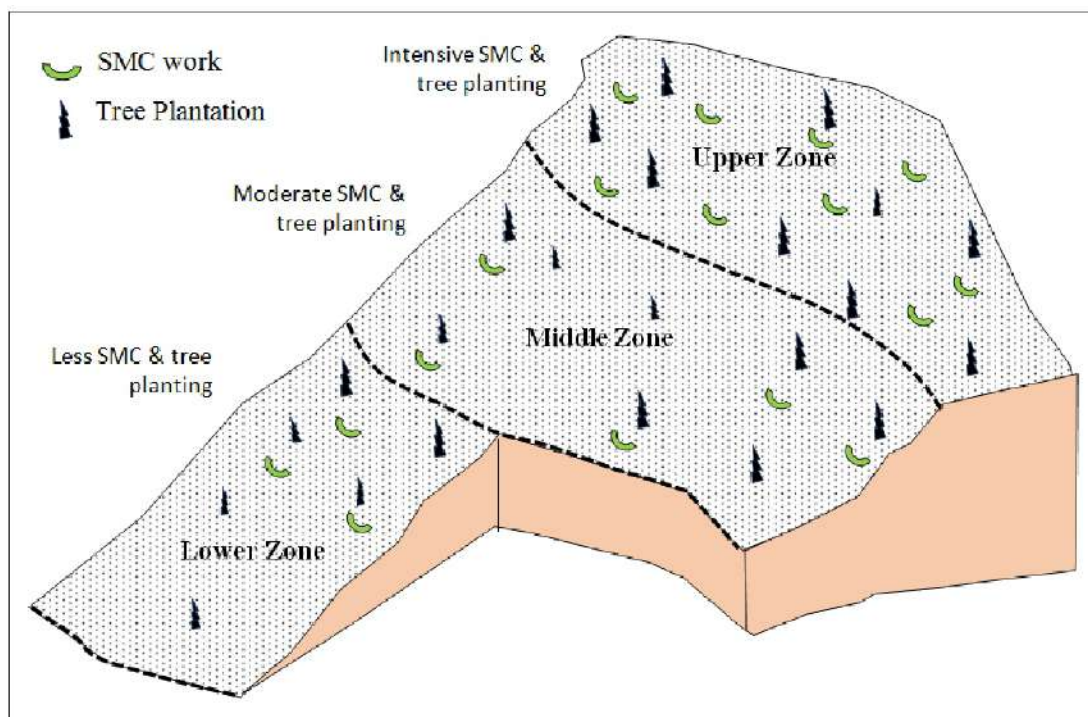 SMC work
Tree Plantation
Intensive SMC &
tree planting
Upper Zone
Moderate SMC &
tree planting
Middle Zone
Less SMC & tree
planting
Lower Zone